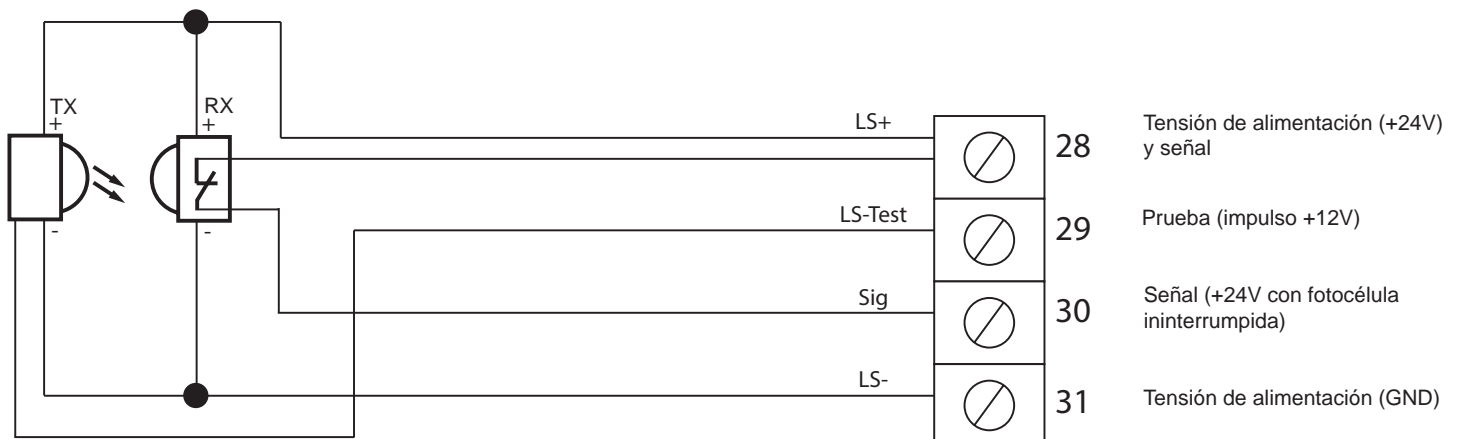 TX
+
-
RX
+
-
LS+
28
Tensión de alimentación (+24V)
y señal
LS-Test
29
Prueba (impulso +12V)
Sig
30
Señal (+24V con fotocélula
ininterrumpida)
LS-
31
Tensión de alimentación (GND)